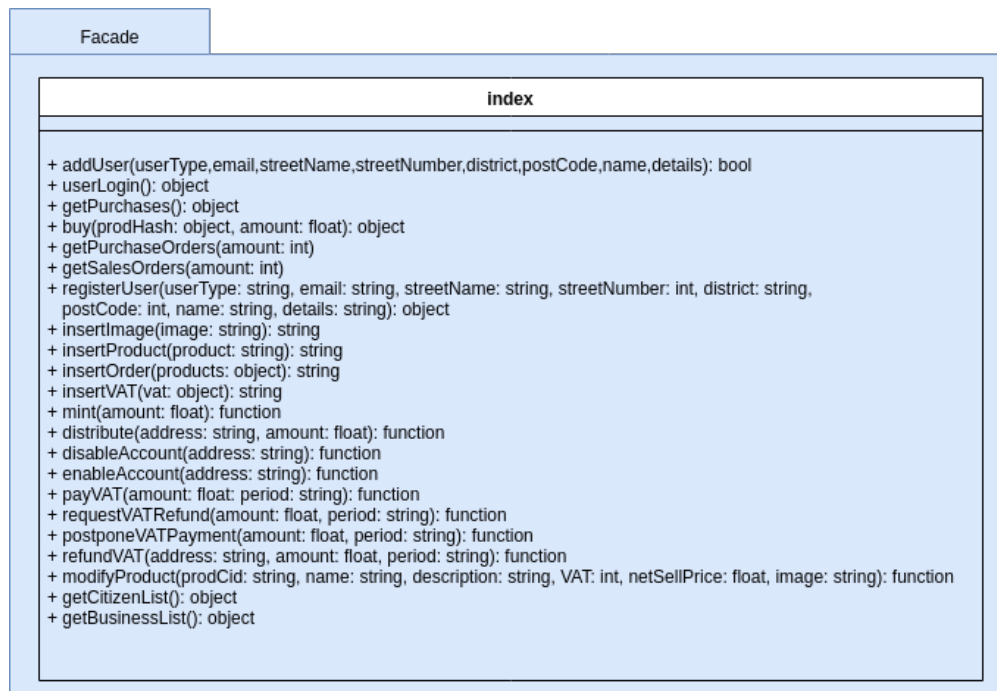 Facade
index
+ addUser(userType,email,streetName,streetNumber,district,postCode,name,details): bool
+ userLogin(): object
+ getPurchases(): object
+ buy(prodHash: object, amount: float): object
+ getPurchaseOrders(amount: int)
+ getSalesOrders(amount: int)
+ registerUser(userType: string, email: string, streetName: string, streetNumber: int, district: string,
postCode: int, name: string, details: string): object
+ insertImage(image: string): string
+ insertProduct(product: string): string
+ insertOrder(products: object): string
+ insertVAT(vat: object): string
+ mint(amount: float): function
+ distribute(address: string, amount: float): function
+ disableAccount(address: string): function
+ enableAccount(address: string): function
+ payVAT(amount: float: period: string): function
+ requestVATRefund(amount: float, period: string): function
+ postponeVATPayment(amount: float, period: string): function
+ refundVAT(address: string, amount: float, period: string): function
+ modifyProduct(prodCid: string, name: string, description: string, VAT: int, netSellPrice: float, image: string): function
+ getCitizenList(): object
+ getBusinessList(): object